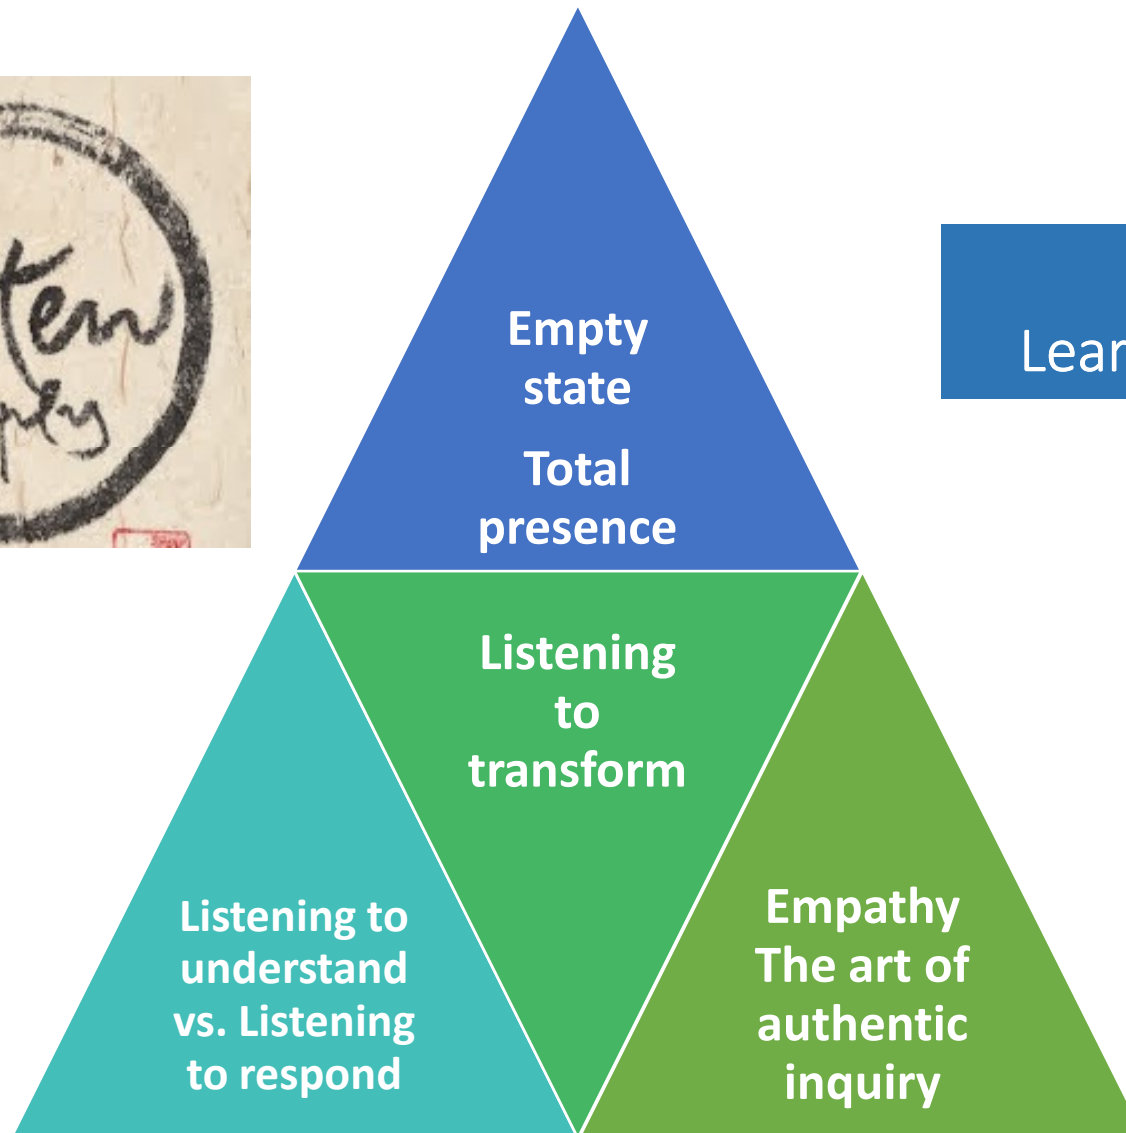 Empty
state
Total
presence
Lear
Listening
to
transform
Listening to
understand
vs. Listening
to respond
Empathy
The art of
authentic
inquiry